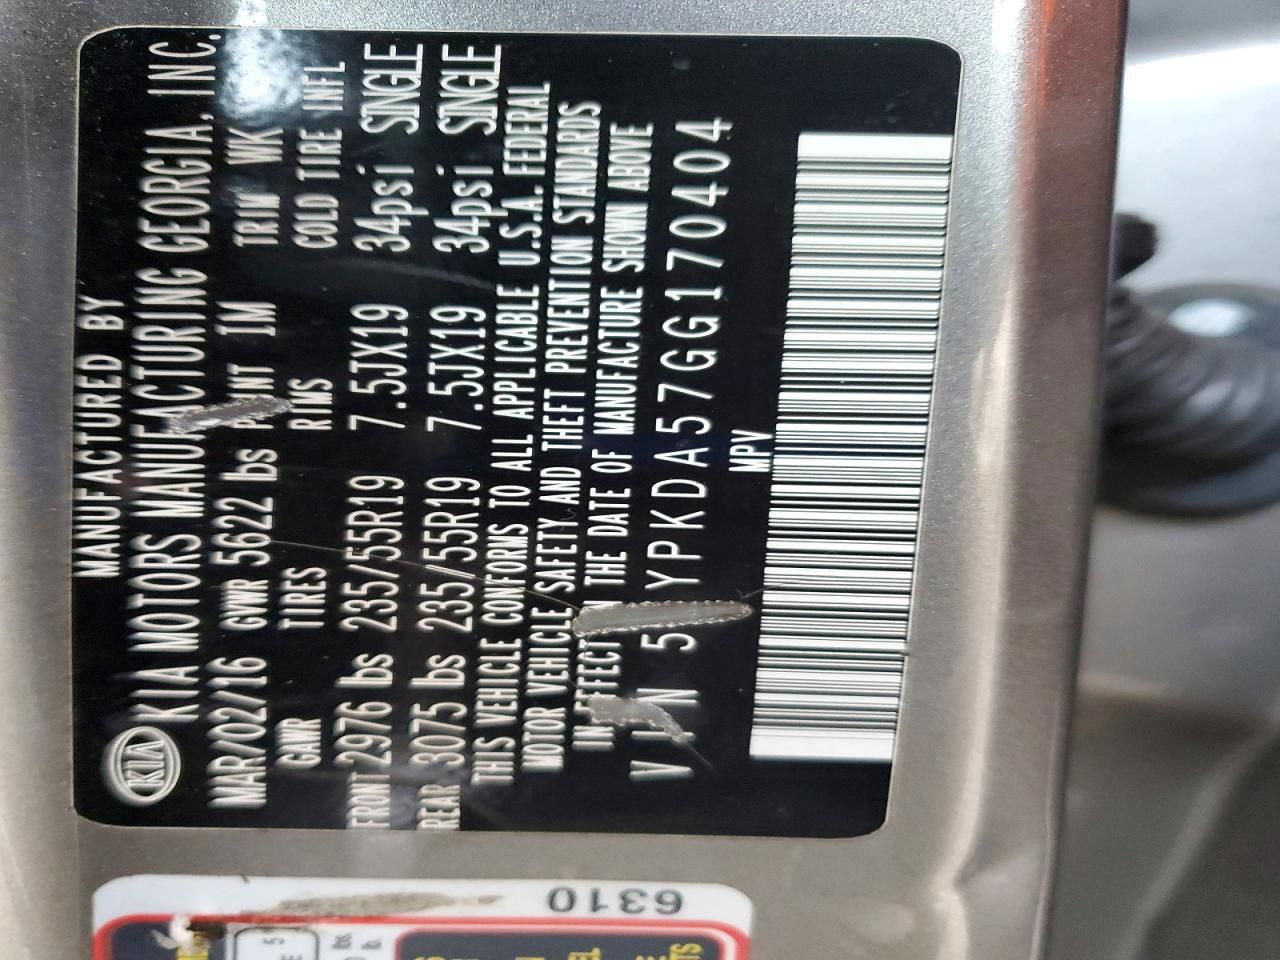 MANUFACTURED BY
KIA KIA MOTORS MANUFACTURING GEORGIA, INC.
MAR/02/16 GVWR 5622 lbs PAINT IM TRIM WK
GAWR TIRES RIMS COLD TIRE INFL
FRONT 2976 lbs 235/55R19 7.5JX19 34psi SINGLE
REAR 3075 lbs 235/55R19 7.5JX19 34psi SINGLE
THIS VEHICLE CONFORMS TO ALL APPLICABLE U.S.A. FEDERAL
MOTOR VEHICLE SAFETY AND THEFT PREVENTION STANDARDS
IN EFFECT ON THE DATE OF MANUFACTURE SHOWN ABOVE
VIN 5 YPKDA57GG170404
MPV
6310